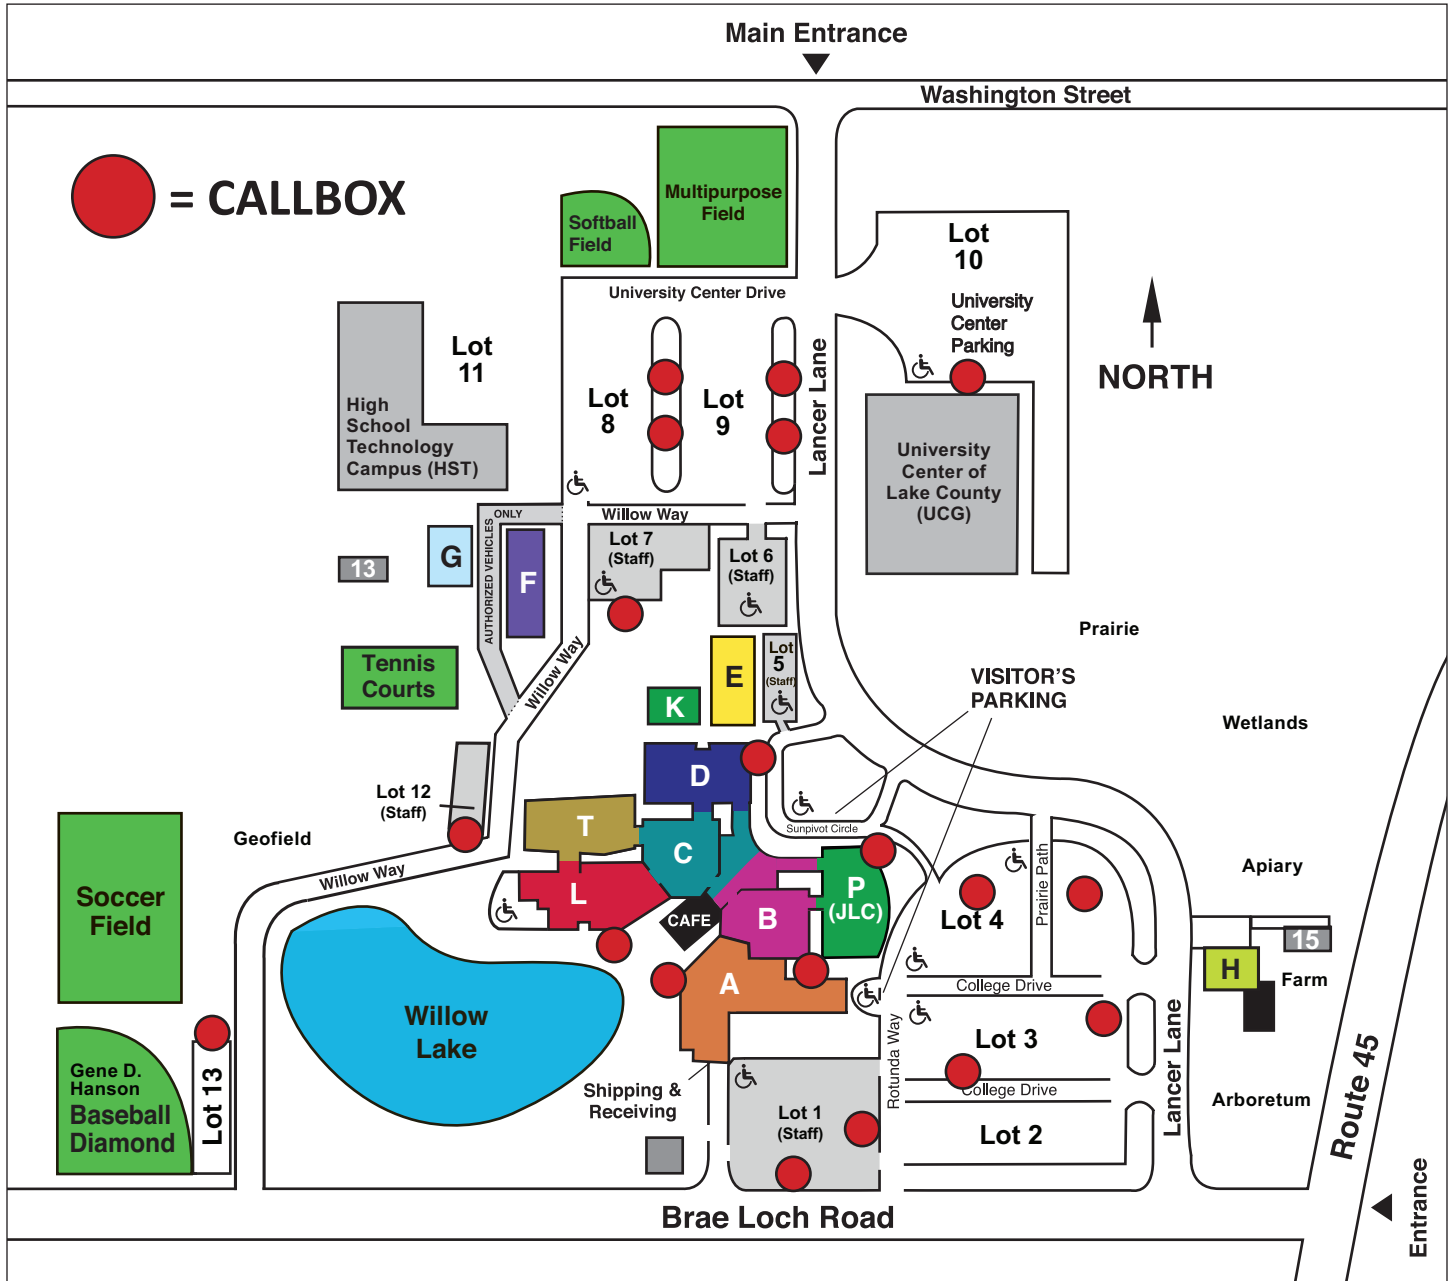 Main Entrance
Washington Street
= CALLBOX
Multipurpose
Field
Softball
Field
Lot
10
University
Center
Parking
University Center Drive
NORTH
Lot
11
High
School
Technology
Campus (HST)
Lot
8
Lot
9
Lancer Lane
University
Center of
Lake County
(UCG)
ONLY
AUTHORIZED VEHICLES
Willow Way
Lot 7
(Staff)
Lot 6
(Staff)
G
F
13
Prairie
Tennis
Courts
Willow Way
E
Lot
5
(Staff)
K
VISITOR'S
PARKING
Wetlands
D
Lot 12
(Staff)
Geofield
T
C
Sunpivot Circle
Willow Way
Soccer
Field
L
CAFE
B
P
(JLC)
Lot 4
Prairie Path
Apiary
15
H
Farm
A
College Drive
Willow
Lake
Rotunda Way
Lot 3
Lancer Lane
Gene D.
Hanson
Baseball
Diamond
Lot 13
Shipping &
Receiving
College Drive
Arboretum
Lot 1
(Staff)
Lot 2
Route 45
Brae Loch Road
Entrance